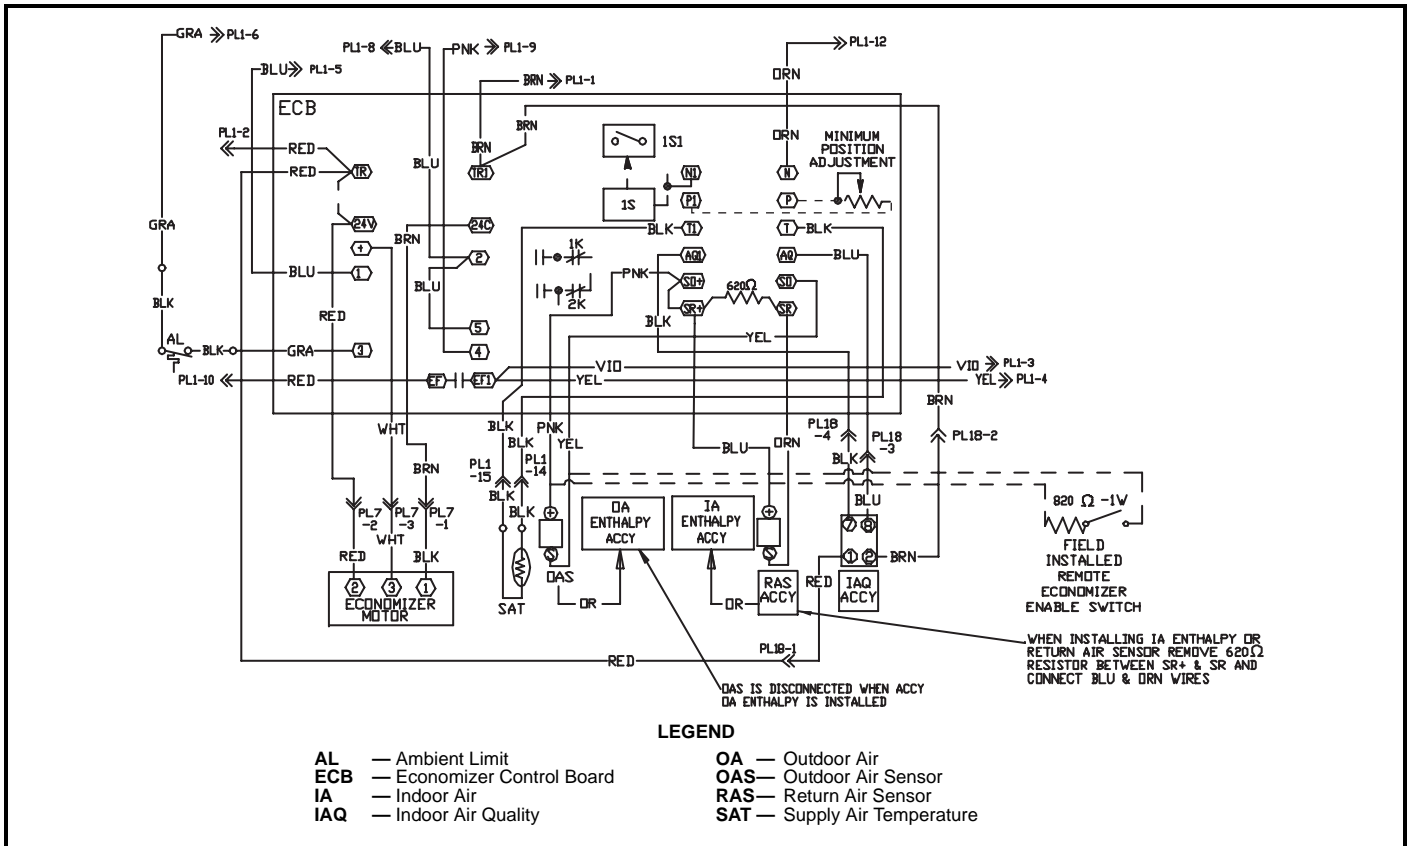 GRA PL1-6
PL1-8 BLU
PNK PL1-9
PL1-12
BLU PL1-5
BRN PL1-1
ORN
ECB
BRN
PL1-2
RED
BRN
1S1
ORN
MINIMUM
POSITION
ADJUSTMENT
BLU
RED
TR
TR1
N1
N
1S
P1
P
GRA
24V
24C
BLK
T1
T
BLK
BRN
+
2
1K
AQ1
AQ
BLU
BLU
1
PNK
SO+
SO
BLU
620Ω
2K
SR+
SR
BLK
RED
BLK
5
YEL
AL
BLK
GRA
3
4
VIO
VIO PL1-3
PL1-10
RED
EF
EF1
YEL
YEL PL1-4
BRN
WHT
BLK
PNK
PL18
-4
PL18
-3
PL18-2
BLK
YEL
BLU
ORN
BRN
PL1
-15
PL1
-14
BLK
BLK
BLU
820 Ω -1W
PL7
-2
PL7
-3
PL7
-1
BLK
+
OA
ENTHALPY
ACCY
IA
ENTHALPY
ACCY
+
7
8
WHT
RED
BLK
S
S
1
2
BRN
FIELD
INSTALLED
REMOTE
ECONOMIZER
ENABLE SWITCH
2
3
1
OAS
RAS
ACCY
RED
IAQ
ACCY
ECONOMIZER
MOTOR
SAT
OR
OR
WHEN INSTALLING IA ENTHALPY OR
RETURN AIR SENSOR REMOVE 620Ω
RESISTOR BETWEEN SR+ & SR AND
CONNECT BLU & ORN WIRES
PL18-1
RED
OAS IS DISCONNECTED WHEN ACCY
OA ENTHALPY IS INSTALLED
LEGEND
AL — Ambient Limit
ECB — Economizer Control Board
IA — Indoor Air
IAQ — Indoor Air Quality
OA — Outdoor Air
OAS — Outdoor Air Sensor
RAS — Return Air Sensor
SAT — Supply Air Temperature